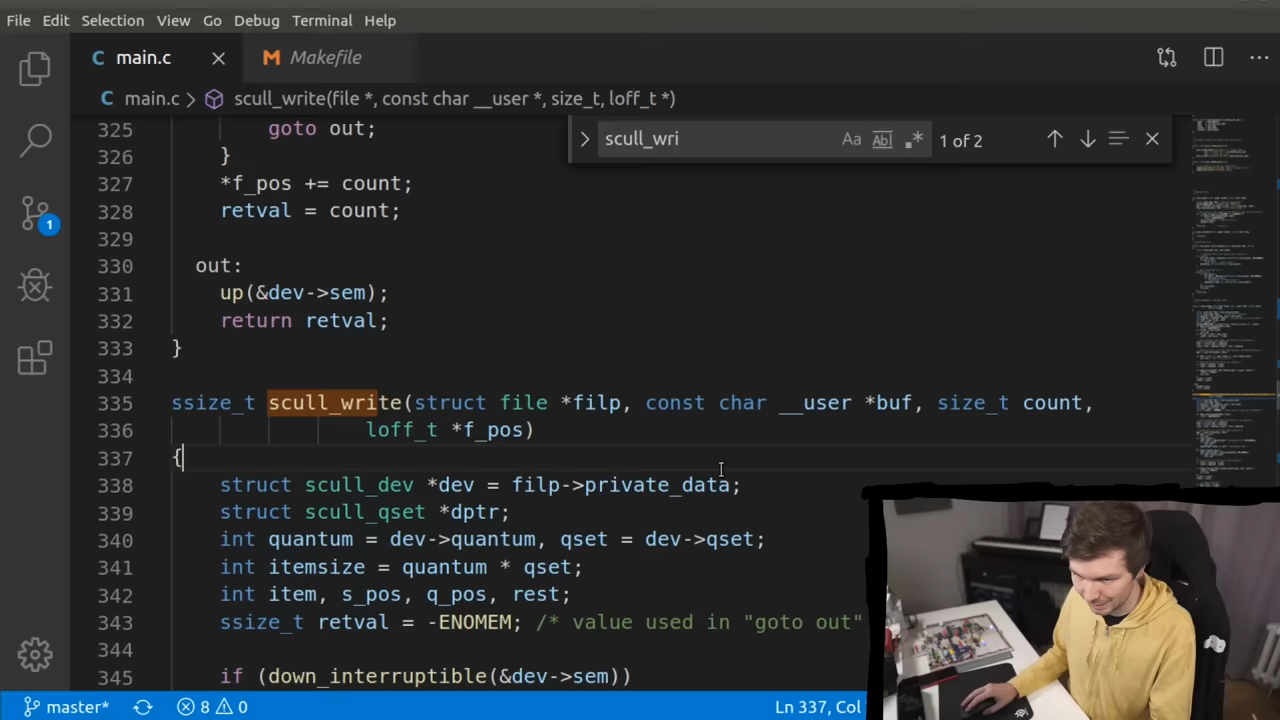 File Edit Selection View Go Debug Terminal Help
C main.c M Makefile
C main.c > scull_write(file *, const char __user *, size_t, loff_t *)
scull_wri Aa Abl .* 1 of 2
325 goto out;
326 }
327 *f_pos += count;
328 retval = count;
329
330 out:
331 up(&dev->sem);
332 return retval;
333 }
334
335 ssize_t scull_write(struct file *filp, const char __user *buf, size_t count,
336 loff_t *f_pos)
337 {
338 struct scull_dev *dev = filp->private_data;
339 struct scull_qset *dptr;
340 int quantum = dev->quantum, qset = dev->qset;
341 int itemsize = quantum * qset;
342 int item, s_pos, q_pos, rest;
343 ssize_t retval = -ENOMEM; /* value used in "goto out"
344
345 if (down_interruptible(&dev->sem))
1
master* 8 0 Ln 337, Col